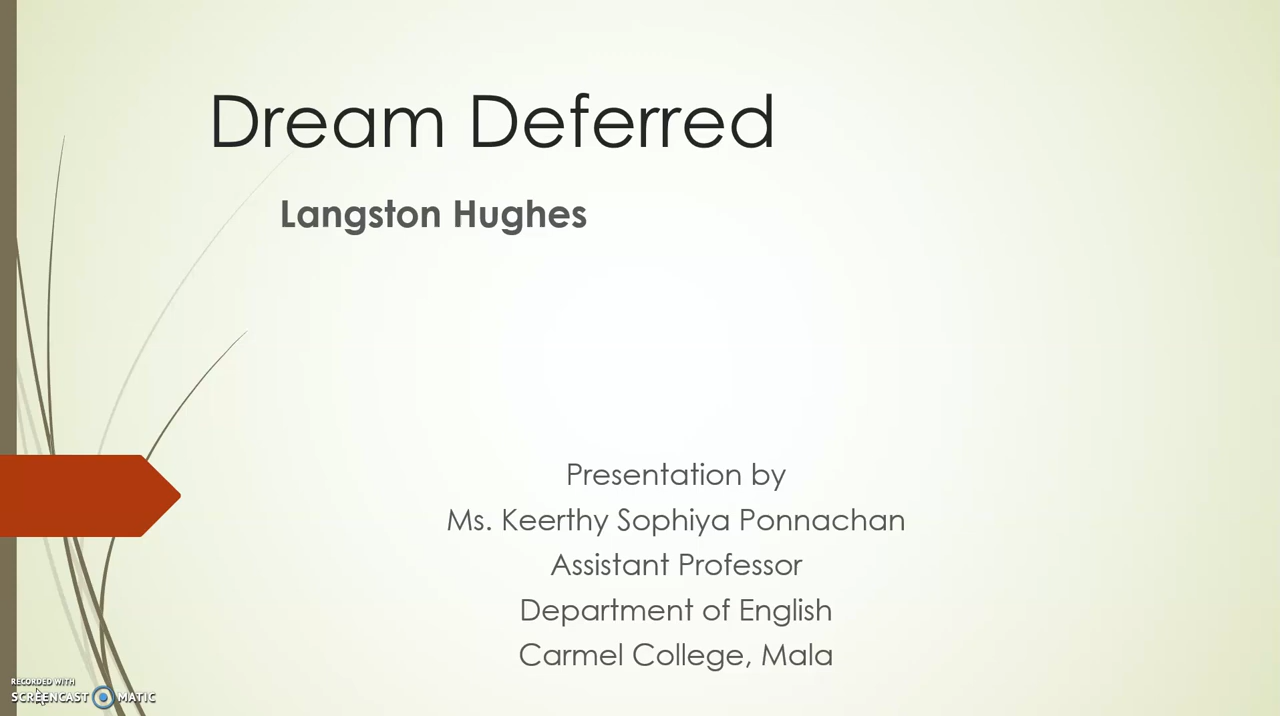 Dream Deferred
Langston Hughes
Presentation by
Ms. Keerthy Sophiya Ponnachan
Assistant Professor
Department of English
Carmel College, Mala
RECORDED WITH
SCREENCAST MATIC